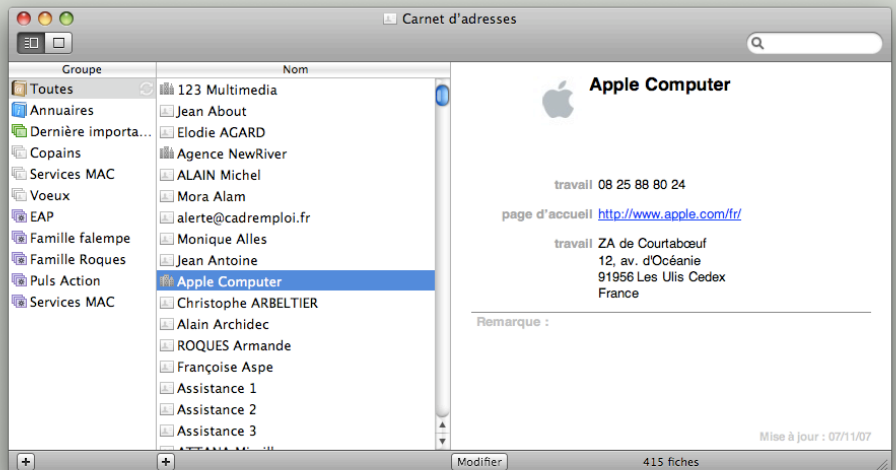 Carnet d'adresses
Groupe
Toutes
Annuaires
Dernière importa...
Copains
Services MAC
Voeux
EAP
Famille falempe
Famille Roques
Puls Action
Services MAC
Nom
123 Multimedia
Jean About
Elodie AGARD
Agence NewRiver
ALAIN Michel
Mora Alam
alerte@cadremploi.fr
Monique Alles
Jean Antoine
Apple Computer
Christophe ARBELTIER
Alain Archidec
ROQUES Armande
Françoise Aspe
Assistance 1
Assistance 2
Assistance 3
Apple Computer
travail 08 25 88 80 24
page d'accueil http://www.apple.com/fr/
travail ZA de Courtabœuf
12, av. d'Océanie
91956 Les Ulis Cedex
France
Remarque :
Mise à jour : 07/11/07
Modifier
415 fiches